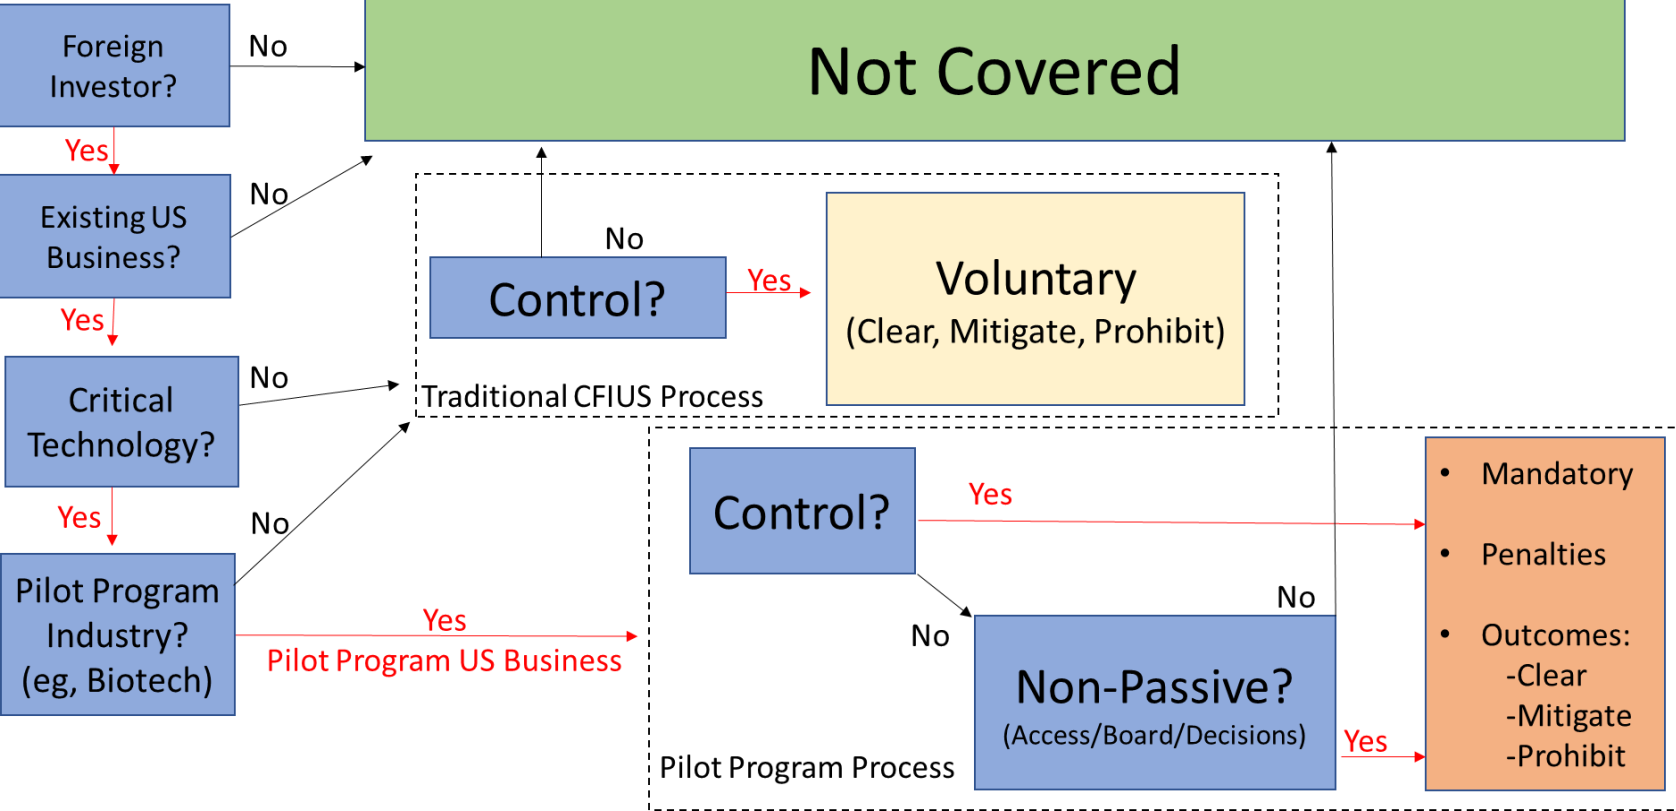 Foreign
Investor?
No
Not Covered
Yes
Existing US
Business?
No
Yes
Critical
Technology?
No
Yes
Pilot Program
Industry?
(eg, Biotech)
No
Yes
Pilot Program US Business
No
Control?
Yes
Voluntary
(Clear, Mitigate, Prohibit)
Traditional CFIUS Process
Control?
Yes
No
Non-Passive?
(Access/Board/Decisions)
No
Yes
Pilot Program Process
• Mandatory
• Penalties
• Outcomes:
-Clear
-Mitigate
-Prohibit